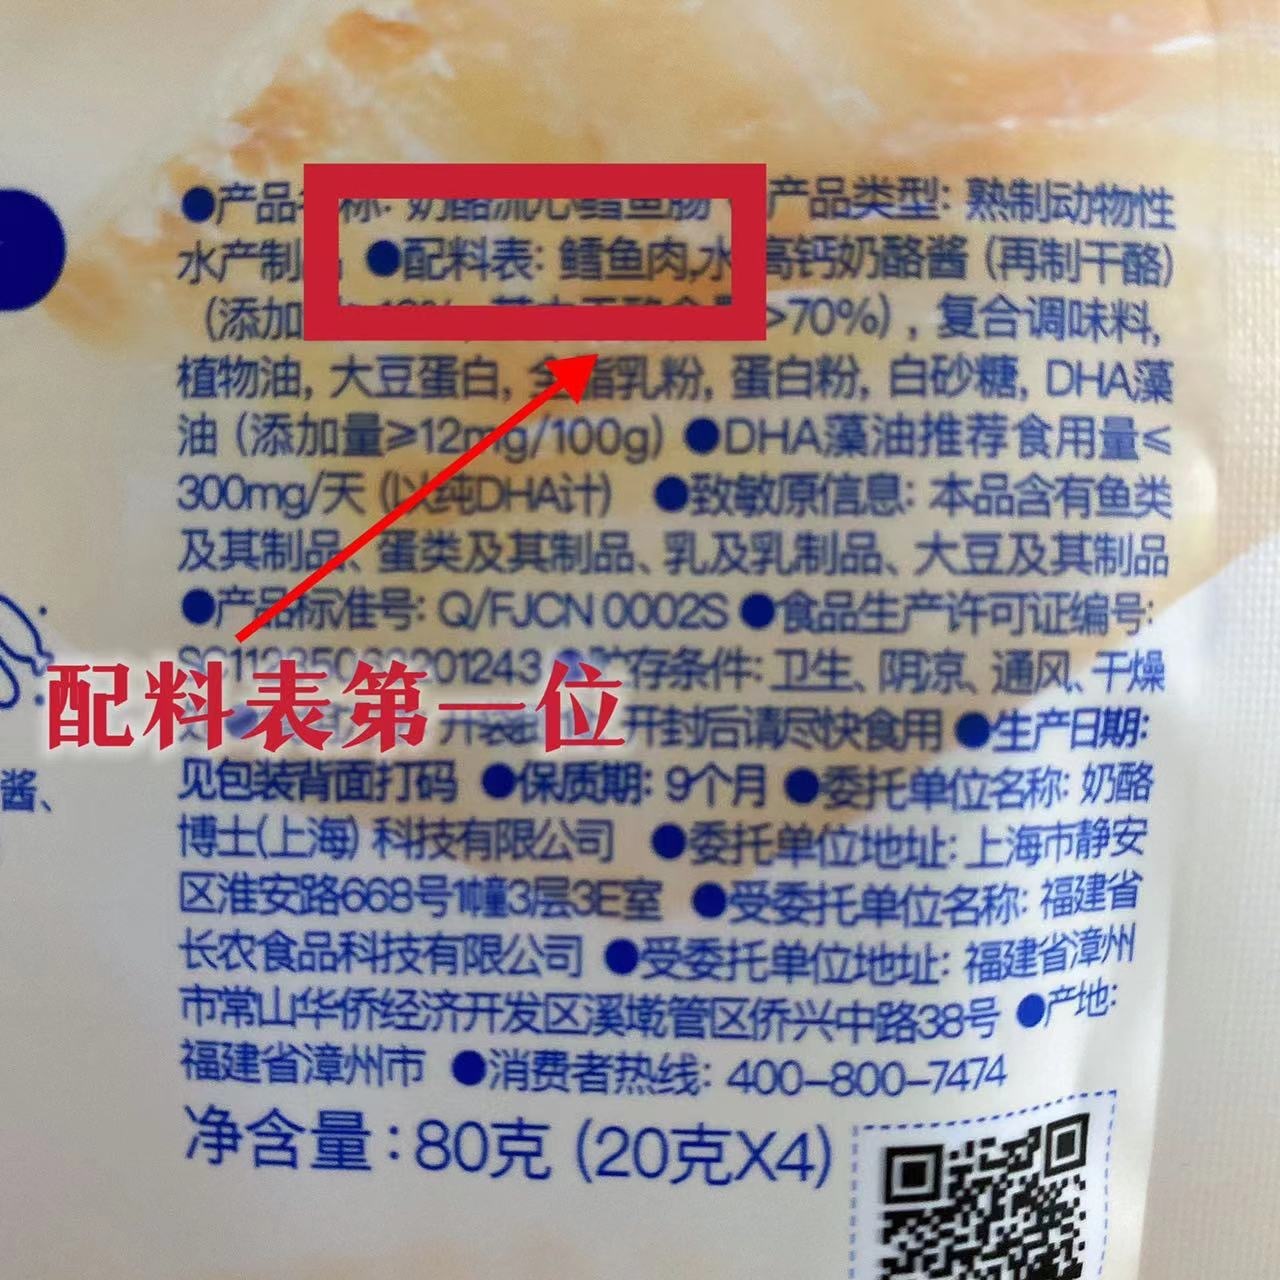 ●产品名称: 奶酪流心鳕鱼肠 产品类型: 熟制动物性
水产制 ●配料表: 鳕鱼肉,水 高钙奶酪酱 (再制干酪)
(添加 >70%) , 复合调味料,
植物油, 大豆蛋白, 全脂乳粉, 蛋白粉, 白砂糖, DHA藻
油 (添加量≥12mg/100g) ●DHA藻油推荐食用量≤
300mg/天 (以纯DHA计) ●致敏原信息: 本品含有鱼类
及其制品、蛋类及其制品、乳及乳制品、大豆及其制品
●产品标准号: Q/FJCN 0002S ●食品生产许可证编号:
201243 ●贮存条件: 卫生、阴凉、通风、干燥
配料表第一位
开封后请尽快食用 ●生产日期:
见包装背面打码 ●保质期: 9个月 ●委托单位名称: 奶酪
博士(上海) 科技有限公司 ●委托单位地址: 上海市静安
区淮安路668号1幢3层3E室 ●受委托单位名称: 福建省
长农食品科技有限公司 ●受委托单位地址: 福建省漳州
市常山华侨经济开发区溪墘管区侨兴中路38号 ●产地:
福建省漳州市 ●消费者热线: 400-800-7474
净含量:80克 (20克X4)
酱、